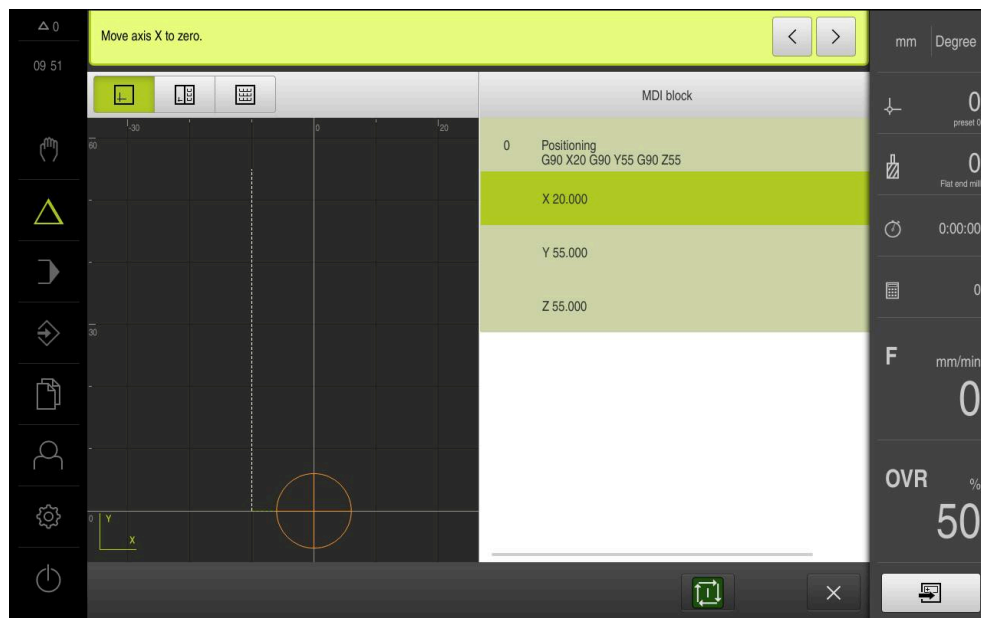 0
09 51
Move axis X to zero.
mm
Degree
MDI block
-30
0
20
60
30
0
Y
X
0
Positioning
G90 X20 G90 Y55 G90 Z55
X 20.000
Y 55.000
Z 55.000
0
preset 0
0
Flat end mill
0:00:00
0
F
mm/min
0
OVR
%
50